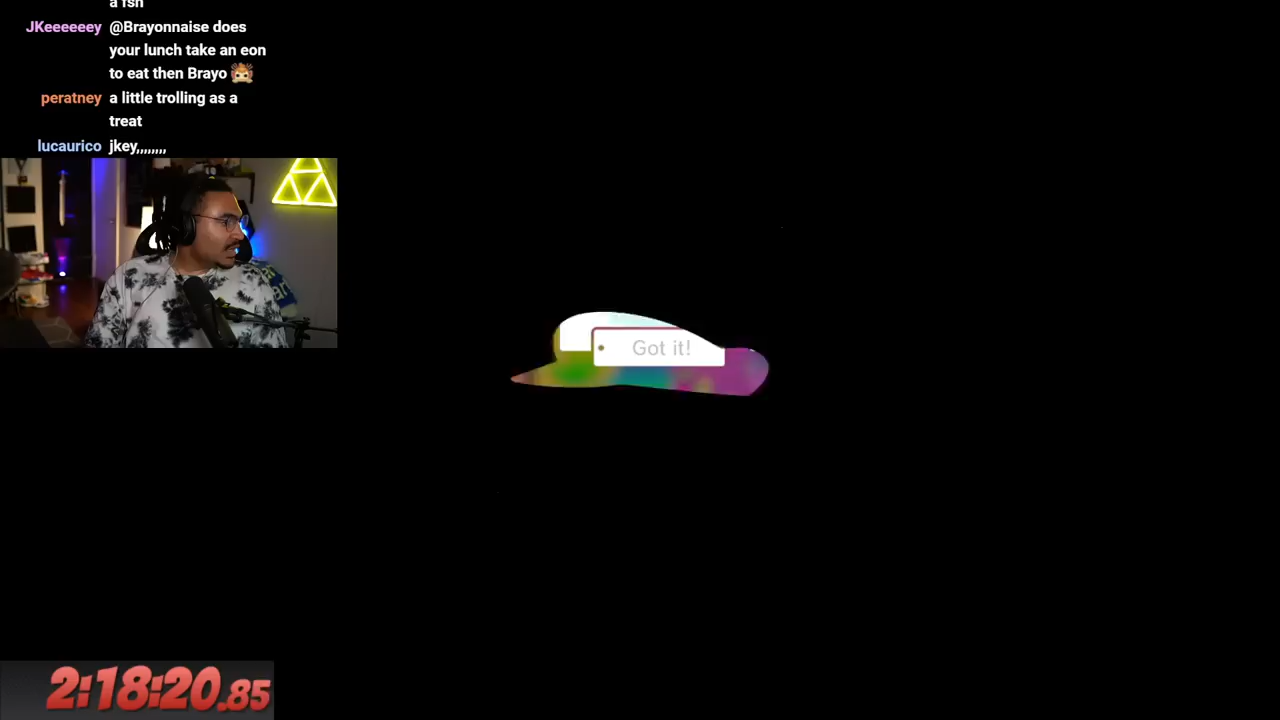 a fsh
JKeeeeeey @Brayonnaise does
your lunch take an eon
to eat then Brayo
peratney a little trolling as a
treat
lucaurico jkey,,,,,,,,
Got it!
2:18:20.85